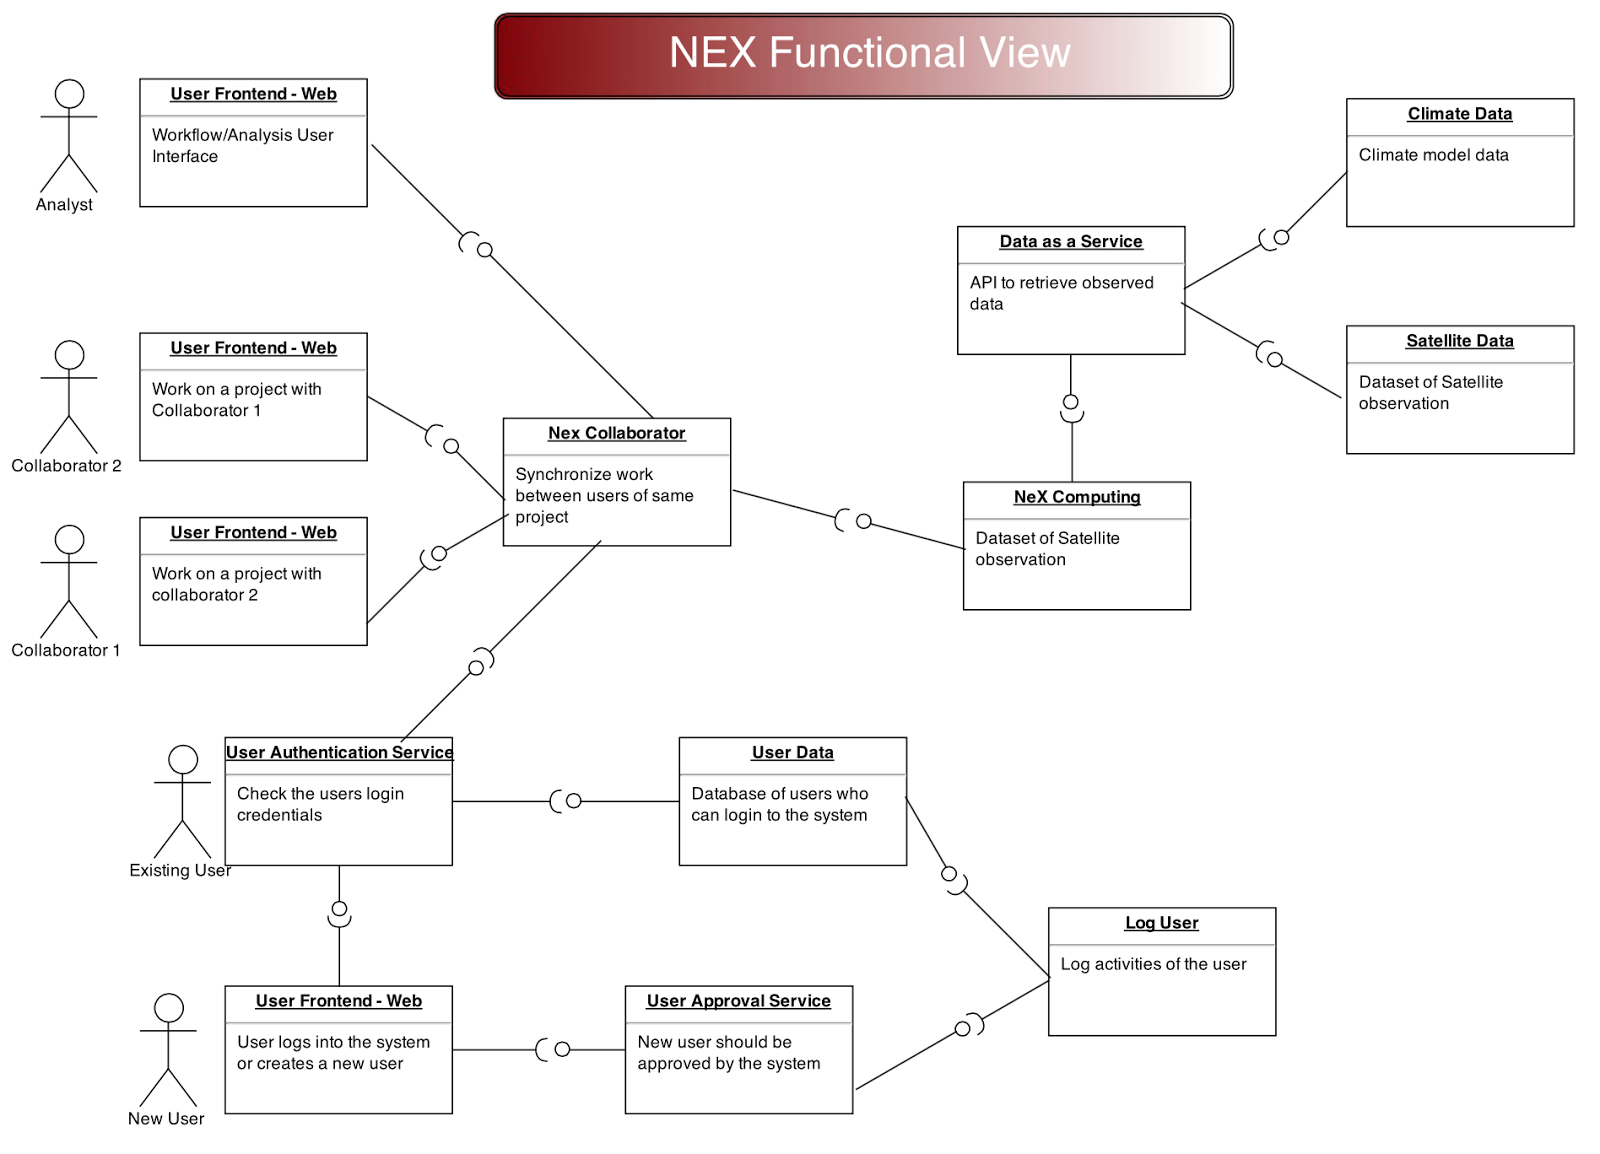 NEX Functional View
User Frontend - Web
Workflow/Analysis User
Interface
Analyst
Climate Data
Climate model data
Data as a Service
API to retrieve observed
data
Satellite Data
Dataset of Satellite
observation
User Frontend - Web
Work on a project with
Collaborator 1
Collaborator 2
Nex Collaborator
Synchronize work
between users of same
project
NeX Computing
Dataset of Satellite
observation
User Frontend - Web
Work on a project with
collaborator 2
Collaborator 1
User Authentication Service
Check the users login
credentials
Existing User
User Data
Database of users who
can login to the system
Log User
Log activities of the user
User Frontend - Web
User logs into the system
or creates a new user
New User
User Approval Service
New user should be
approved by the system